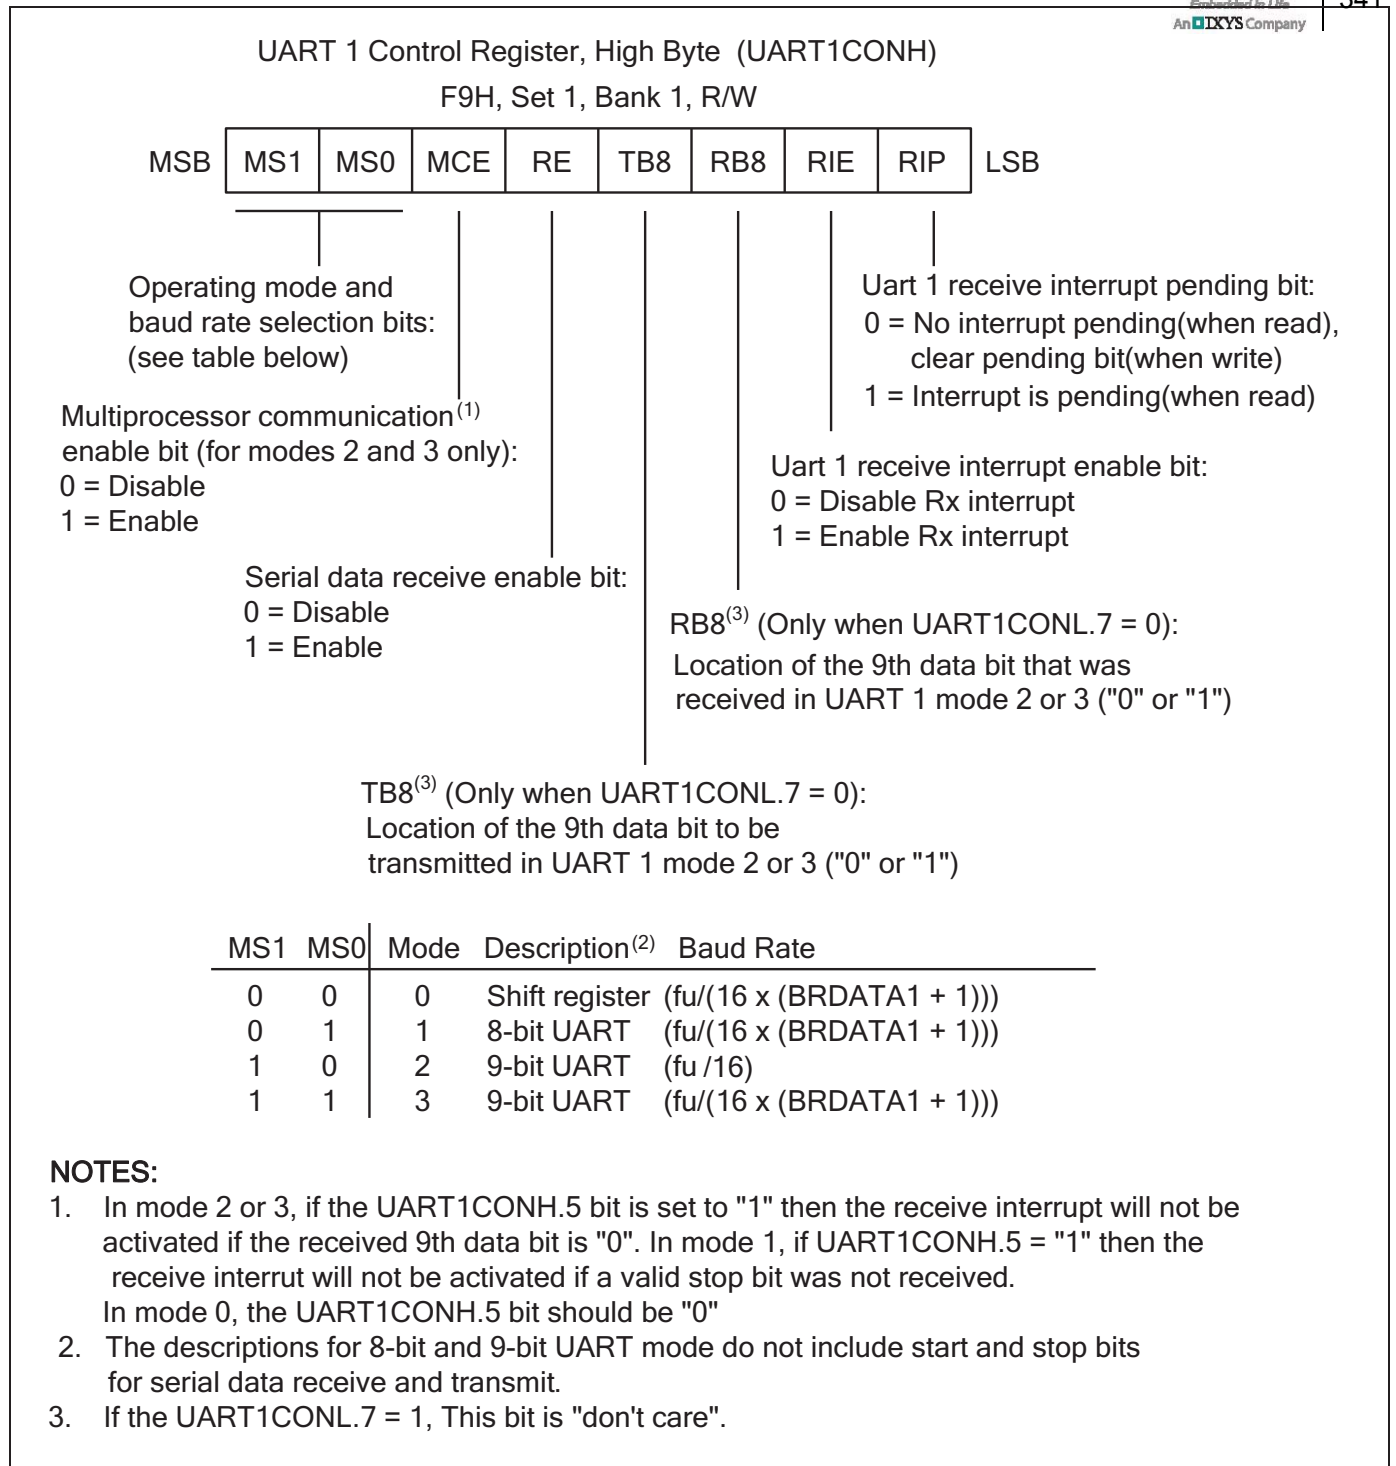 Embedded In Life
An IXYS Company
341
UART 1 Control Register, High Byte (UART1CONH)
F9H, Set 1, Bank 1, R/W
MSB MS1 MS0 MCE RE TB8 RB8 RIE RIP LSB
Operating mode and
baud rate selection bits:
(see table below)
Uart 1 receive interrupt pending bit:
0 = No interrupt pending(when read),
clear pending bit(when write)
1 = Interrupt is pending(when read)
Multiprocessor communication(1)
enable bit (for modes 2 and 3 only):
0 = Disable
1 = Enable
Uart 1 receive interrupt enable bit:
0 = Disable Rx interrupt
1 = Enable Rx interrupt
Serial data receive enable bit:
0 = Disable
1 = Enable
RB8(3) (Only when UART1CONL.7 = 0):
Location of the 9th data bit that was
received in UART 1 mode 2 or 3 ("0" or "1")
TB8(3) (Only when UART1CONL.7 = 0):
Location of the 9th data bit to be
transmitted in UART 1 mode 2 or 3 ("0" or "1")
MS1 MS0 Mode Description(2) Baud Rate
0 0 0 Shift register (fu/(16 x (BRDATA1 + 1)))
0 1 1 8-bit UART (fu/(16 x (BRDATA1 + 1)))
1 0 2 9-bit UART (fu /16)
1 1 3 9-bit UART (fu/(16 x (BRDATA1 + 1)))
NOTES:
1. In mode 2 or 3, if the UART1CONH.5 bit is set to "1" then the receive interrupt will not be
activated if the received 9th data bit is "0". In mode 1, if UART1CONH.5 = "1" then the
receive interrut will not be activated if a valid stop bit was not received.
In mode 0, the UART1CONH.5 bit should be "0"
2. The descriptions for 8-bit and 9-bit UART mode do not include start and stop bits
for serial data receive and transmit.
3. If the UART1CONL.7 = 1, This bit is "don't care".